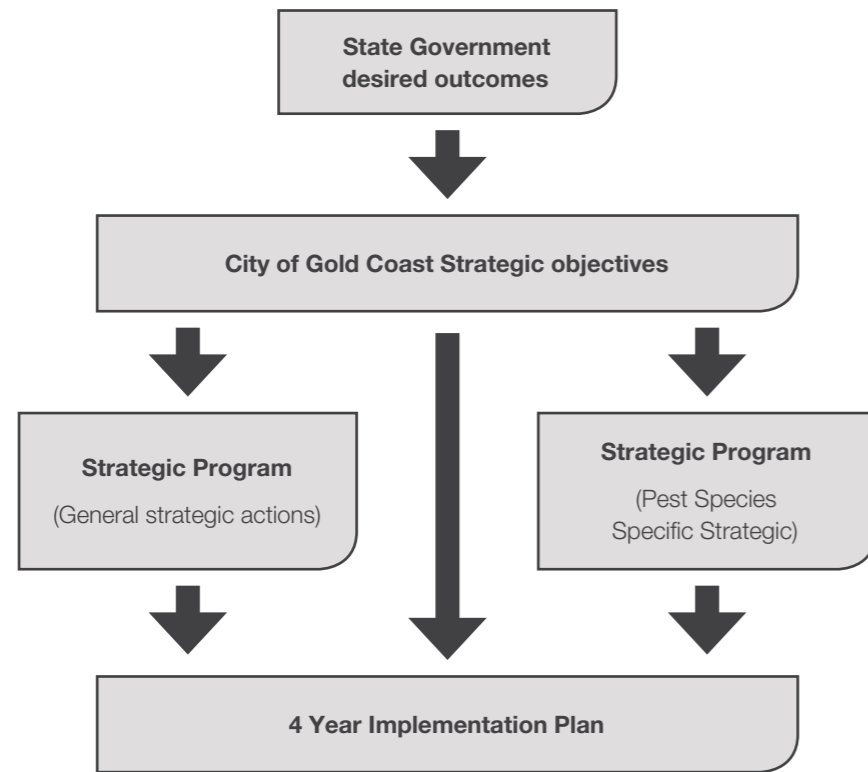 State Government
desired outcomes
City of Gold Coast Strategic objectives
Strategic Program
(General strategic actions)
Strategic Program
(Pest Species
Specific Strategic)
4 Year Implementation Plan